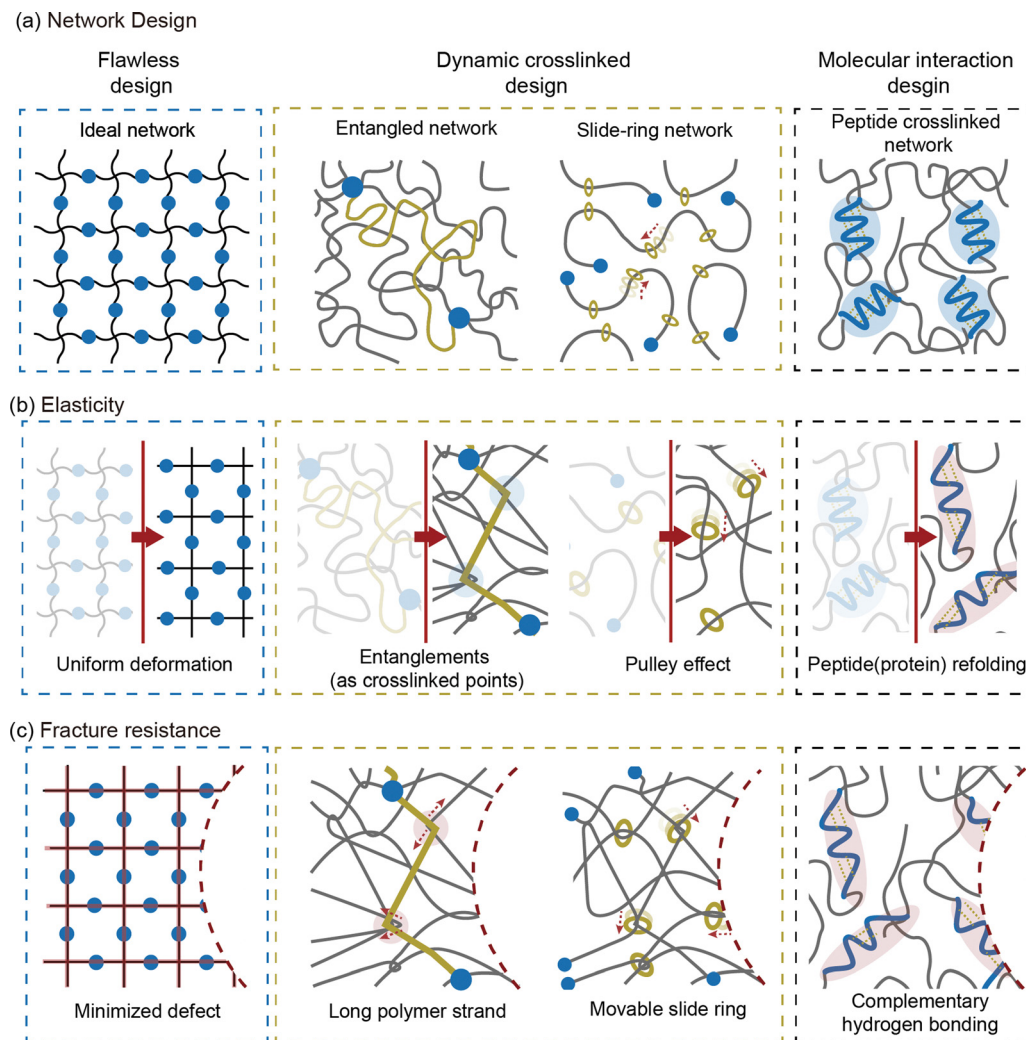 (a) Network Design
Flawless
design
Dynamic crosslinked
design
Molecular interaction
desgin
Ideal network
Entangled network
Slide-ring network
Peptide crosslinked
network
(b) Elasticity
Uniform deformation
Entanglements
(as crosslinked points)
Pulley effect
Peptide(protein) refolding
(c) Fracture resistance
Minimized defect
Long polymer strand
Movable slide ring
Complementary
hydrogen bonding